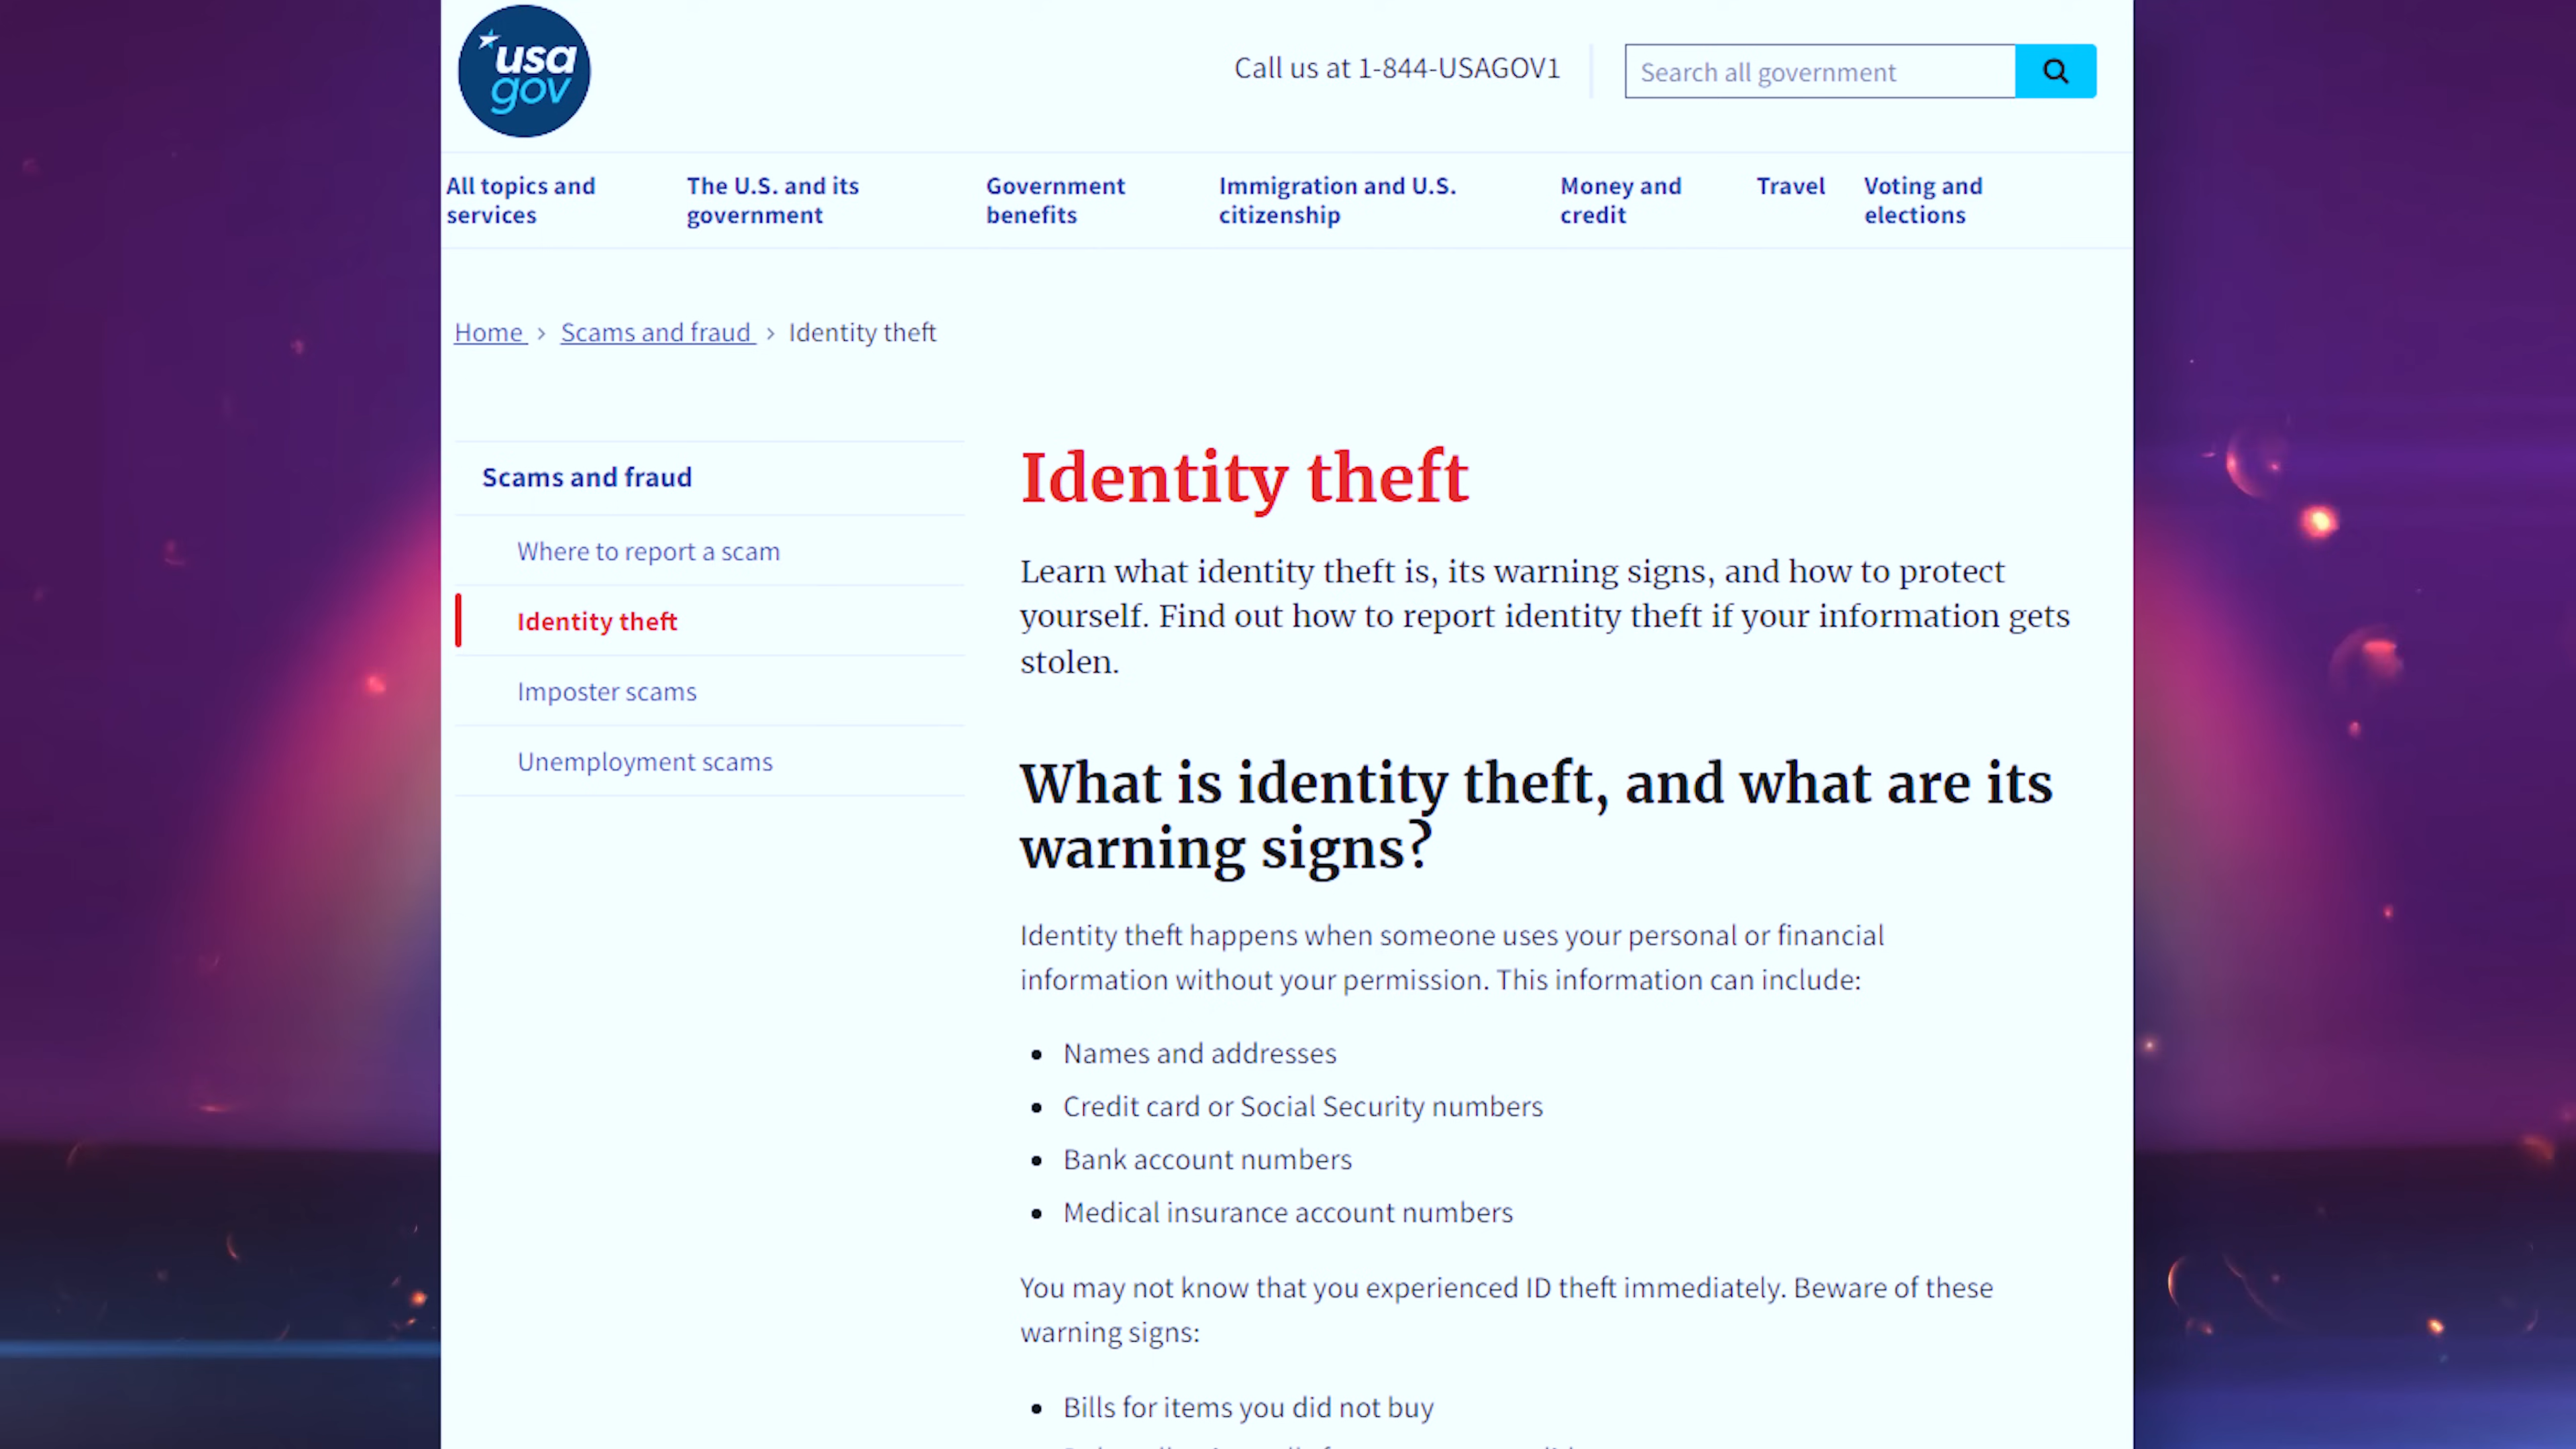 usa
gov
Call us at 1-844-USAGOV1
Search all government
All topics and services
The U.S. and its government
Government benefits
Immigration and U.S. citizenship
Money and credit
Travel
Voting and elections
Home > Scams and fraud > Identity theft
Scams and fraud
Where to report a scam
Identity theft
Imposter scams
Unemployment scams
Identity theft
Learn what identity theft is, its warning signs, and how to protect
yourself. Find out how to report identity theft if your information gets
stolen.
What is identity theft, and what are its
warning signs?
Identity theft happens when someone uses your personal or financial
information without your permission. This information can include:
• Names and addresses
• Credit card or Social Security numbers
• Bank account numbers
• Medical insurance account numbers
You may not know that you experienced ID theft immediately. Beware of these
warning signs:
• Bills for items you did not buy